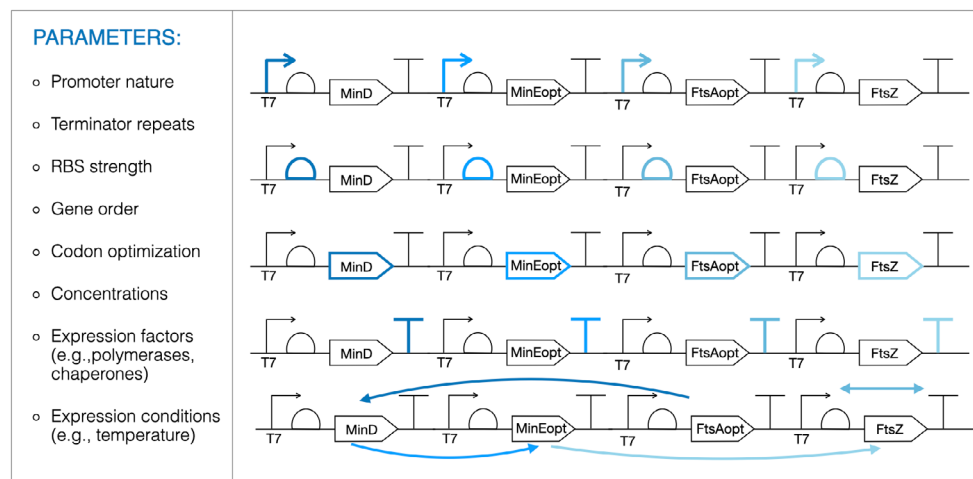 PARAMETERS:
Promoter nature
Terminator repeats
RBS strength
Gene order
Codon optimization
Concentrations
Expression factors
(e.g.,polymerases,
chaperones)
Expression conditions
(e.g., temperature)
T7 MinD T7 MinEopt T7 FtsAopt T7 FtsZ
T7 MinD T7 MinEopt T7 FtsAopt T7 FtsZ
T7 MinD T7 MinEopt T7 FtsAopt T7 FtsZ
T7 MinD T7 MinEopt T7 FtsAopt T7 FtsZ
T7 MinD T7 MinEopt T7 FtsAopt T7 FtsZ